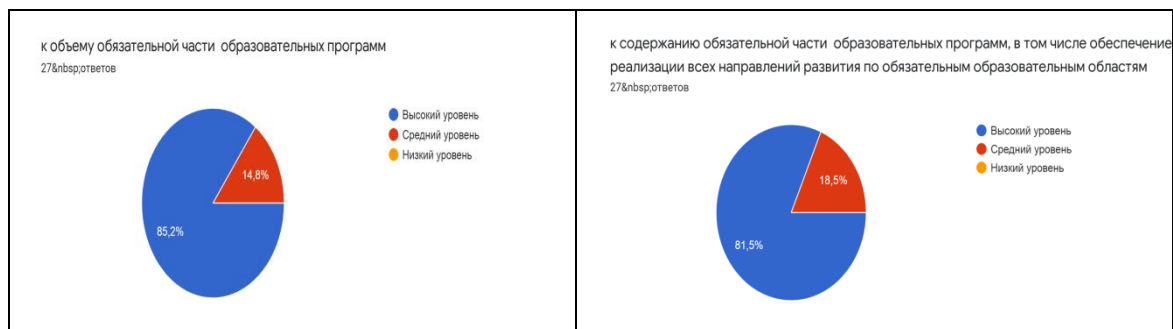 к объему обязательной части образовательных программ
27&nbsp;ответов
Высокий уровень
Средний уровень
Низкий уровень
14,8%
85,2%
к содержанию обязательной части образовательных программ, в том числе обеспечение
реализации всех направлений развития по обязательным образовательным областям
27&nbsp;ответов
Высокий уровень
Средний уровень
Низкий уровень
18,5%
81,5%